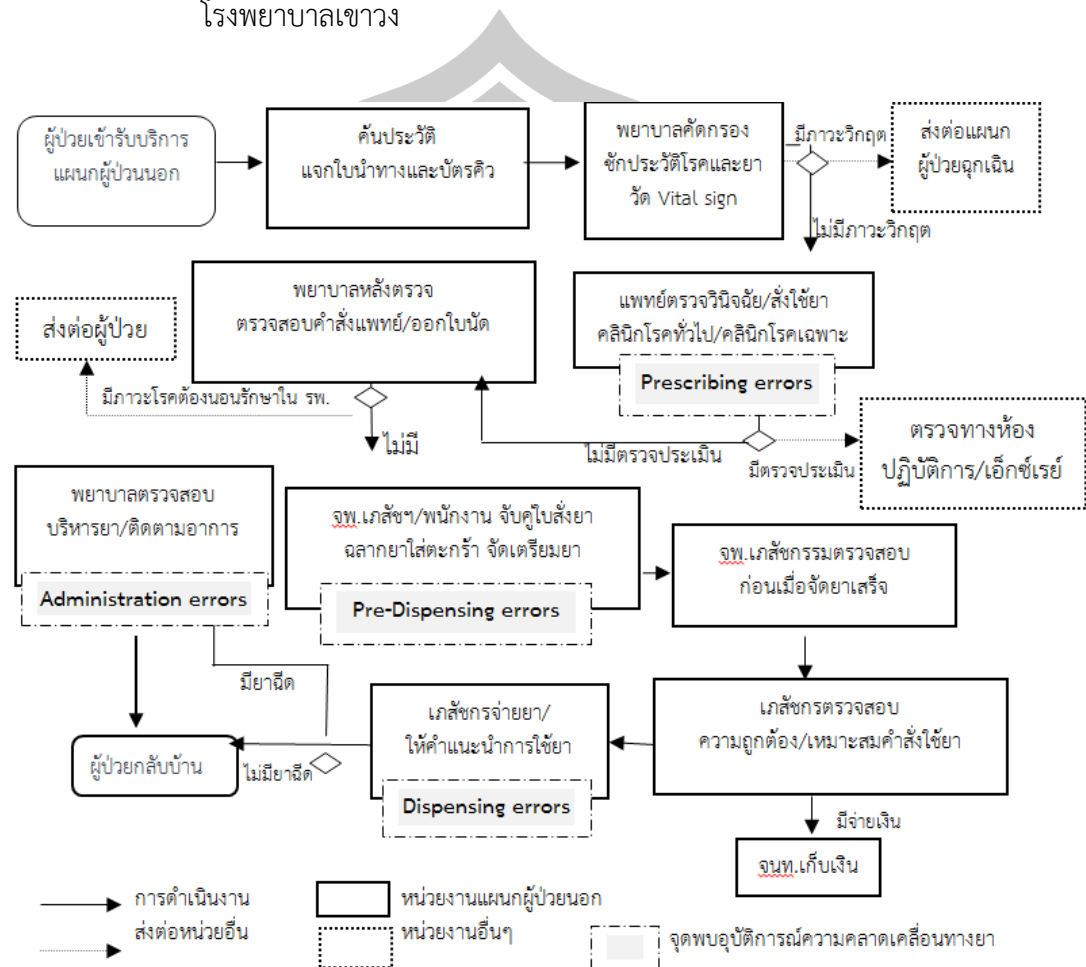 โรงพยาบาลเขาวง
ผู้ป่วยเข้ารับบริการ
แผนกผู้ป่วนนอก
ค้นประวัติ
แจกใบนำทางและบัตรคิว
พยาบาลคัดกรอง
ซักประวัติโรคและยา
วัด Vital sign
มีภาวะวิกฤต
ส่งต่อแผนก
ผู้ป่วยฉุกเฉิน
ไม่มีภาวะวิกฤต
แพทย์ตรวจวินิจฉัย/สั่งใช้ยา
คลินิกโรคทั่วไป/คลินิกโรคเฉพาะ
Prescribing errors
พยาบาลหลังตรวจ
ตรวจสอบคำสั่งแพทย์/ออกใบนัด
ส่งต่อผู้ป่วย
มีภาวะโรคต้องนอนรักษาใน รพ.
ไม่มี
ไม่มีตรวจประเมิน
มีตรวจประเมิน
ตรวจทางห้อง
ปฏิบัติการ/เอ็กซ์เรย์
พยาบาลตรวจสอบ
บริหารยา/ติดตามอาการ
Administration errors
จพ.เภสัชฯ/พนักงาน จับคู่ใบสั่งยา
ฉลากยาใส่ตะกร้า จัดเตรียมยา
Pre-Dispensing errors
จพ.เภสัชกรรมตรวจสอบ
ก่อนเมื่อจัดยาเสร็จ
มียาฉีด
เภสัชกรจ่ายยา/
ให้คำแนะนำการใช้ยา
Dispensing errors
เภสัชกรตรวจสอบ
ความถูกต้อง/เหมาะสมคำสั่งใช้ยา
ผู้ป่วยกลับบ้าน
ไม่มียาฉีด
มีจ่ายเงิน
จนท.เก็บเงิน
การดำเนินงาน
หน่วยงานแผนกผู้ป่วยนอก
ส่งต่อหน่วยอื่น
หน่วยงานอื่นๆ
จุดพบอุบัติการณ์ความคลาดเคลื่อนทางยา